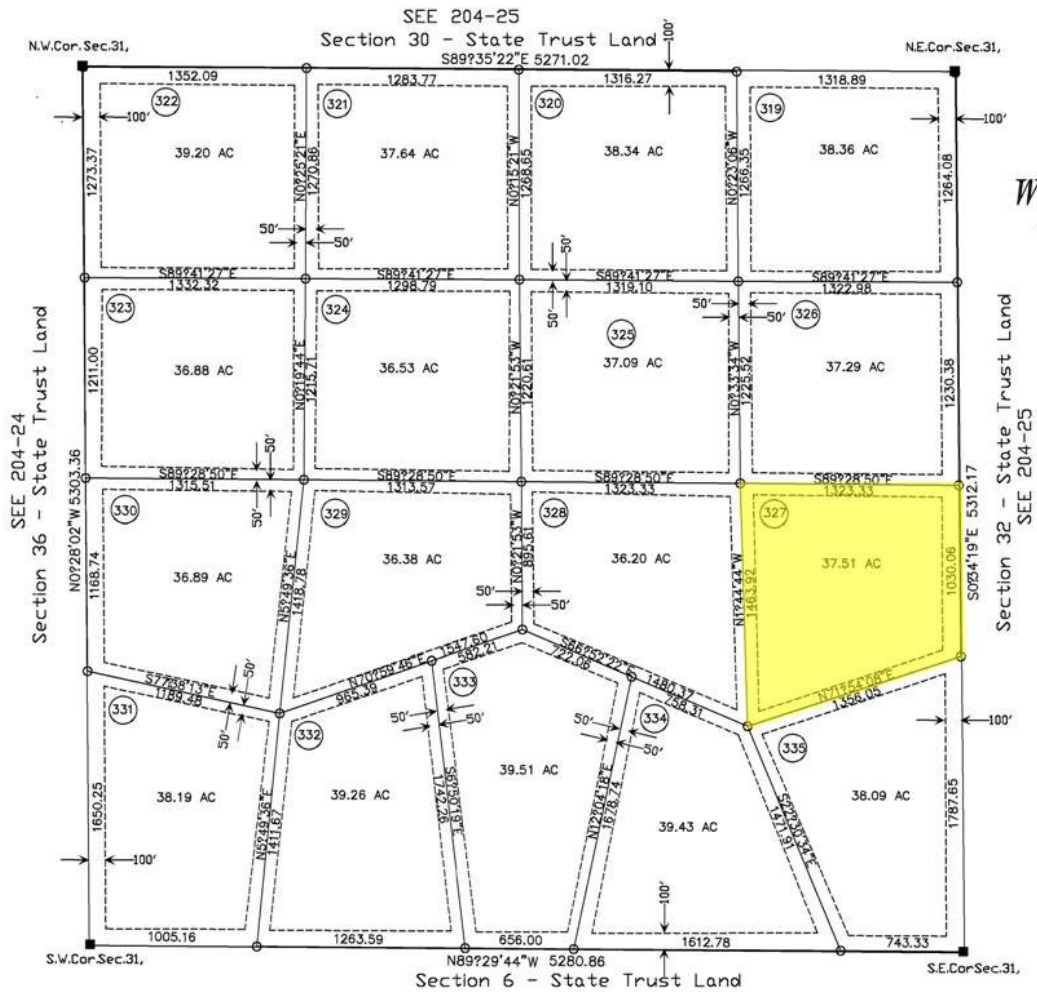 SEE 204-25
Section 30 - State Trust Land
N.W.Cor.Sec.31,
S89?35'22"E 5271.02
N.E.Cor.Sec.31,
100'
1352.09
1283.77
1316.27
1318.89
322
321
320
319
100'
100'
39.20 AC
37.64 AC
38.34 AC
38.36 AC
1273.37
N0?25'21"E
1270.86
N0?15'21"W
1268.65
N0?23'06"W
1266.35
1264.08
W
50'
50'
50'
S89?41'27"E
S89?41'27"E
S89?41'27"E
S89?41'27"E
1332.32
1298.79
1319.10
1322.98
50'
50'
50'
323
324
325
326
36.88 AC
36.53 AC
37.09 AC
37.29 AC
1211.00
N0?19'44"E
1215.71
N0?21'53"W
1220.61
N0?33'34"W
1225.52
1230.38
SEE 204-24
Section 36 - State Trust Land
N0?28'02"W 5303.36
S0?34'19"E 5312.17
Section 32 - State Trust Land
SEE 204-25
50'
S89?28'50"E
S89?28'50"E
S89?28'50"E
S89?28'50"E
1315.51
1313.57
1323.33
1323.33
50'
330
329
328
327
36.89 AC
36.38 AC
36.20 AC
37.51 AC
1168.74
N5?49'36"E
1418.78
N0?21'53"W
895.61
N1?44'44"W
1463.92
1030.06
50'
50'
S77?38'13"E
1189.48
50'
50'
N70?59'46"E
1547.60
965.39
582.21
S66?52'22"E
1480.37
722.06
758.31
N71?54'08"E
1356.05
331
332
333
334
335
50'
50'
50'
50'
100'
38.19 AC
39.26 AC
39.51 AC
39.43 AC
38.09 AC
1650.25
N5?49'36"E
1411.67
S6?50'19"E
1742.26
N12?04'18"E
1678.74
S22?30'34"E
1471.91
1787.65
100'
100'
1005.16
1263.59
656.00
1612.78
743.33
S.W.Cor.Sec.31,
N89?29'44"W 5280.86
S.E.CorSec.31,
Section 6 - State Trust Land